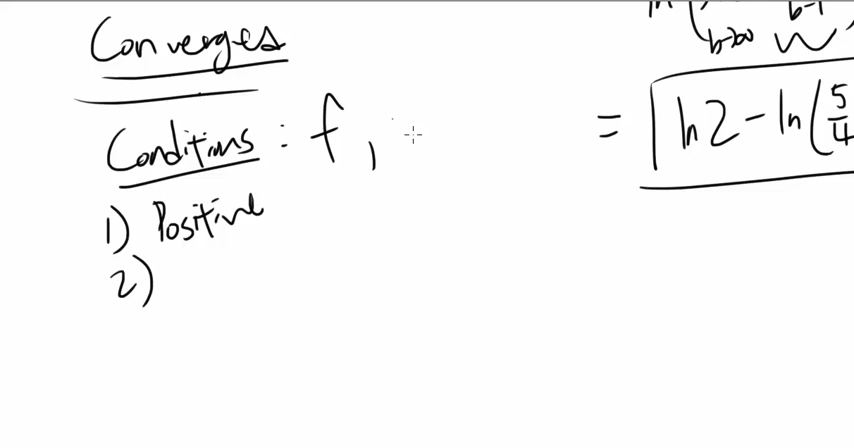 Converges
Conditions : f ,
1) Positive
2)
b→∞
= ln2 - ln(5/4